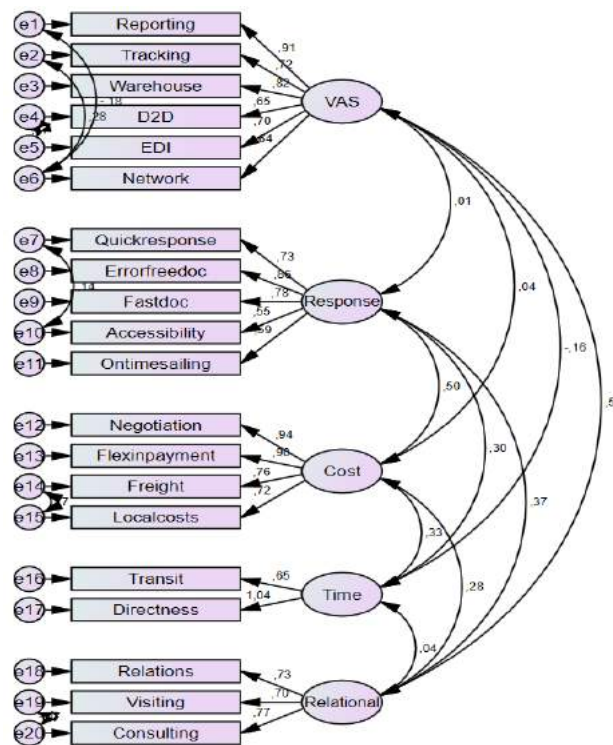 e1 Reporting
,91
e2 Tracking
,72
e3 Warehouse
,82
VAS
e4 D2D
,65
-,18
,28
,70
e5 EDI
e6 Network
,01
e7 Quickresponse
,73
e8 Errorfreedoc
,04
e9 Fastdoc
,78
Response
,14
e10 Accessibility
,55
-,16
e11 Ontimesailing
,50
e12 Negotiation
,94
,30
e13 Flexinpayment
e14 Freight
,76
Cost
,37
e15 Localcosts
,72
,33
,28
e16 Transit
,65
Time
e17 Directness
1,04
,04
e18 Relations
,73
e19 Visiting
,70
Relational
e20 Consulting
,77